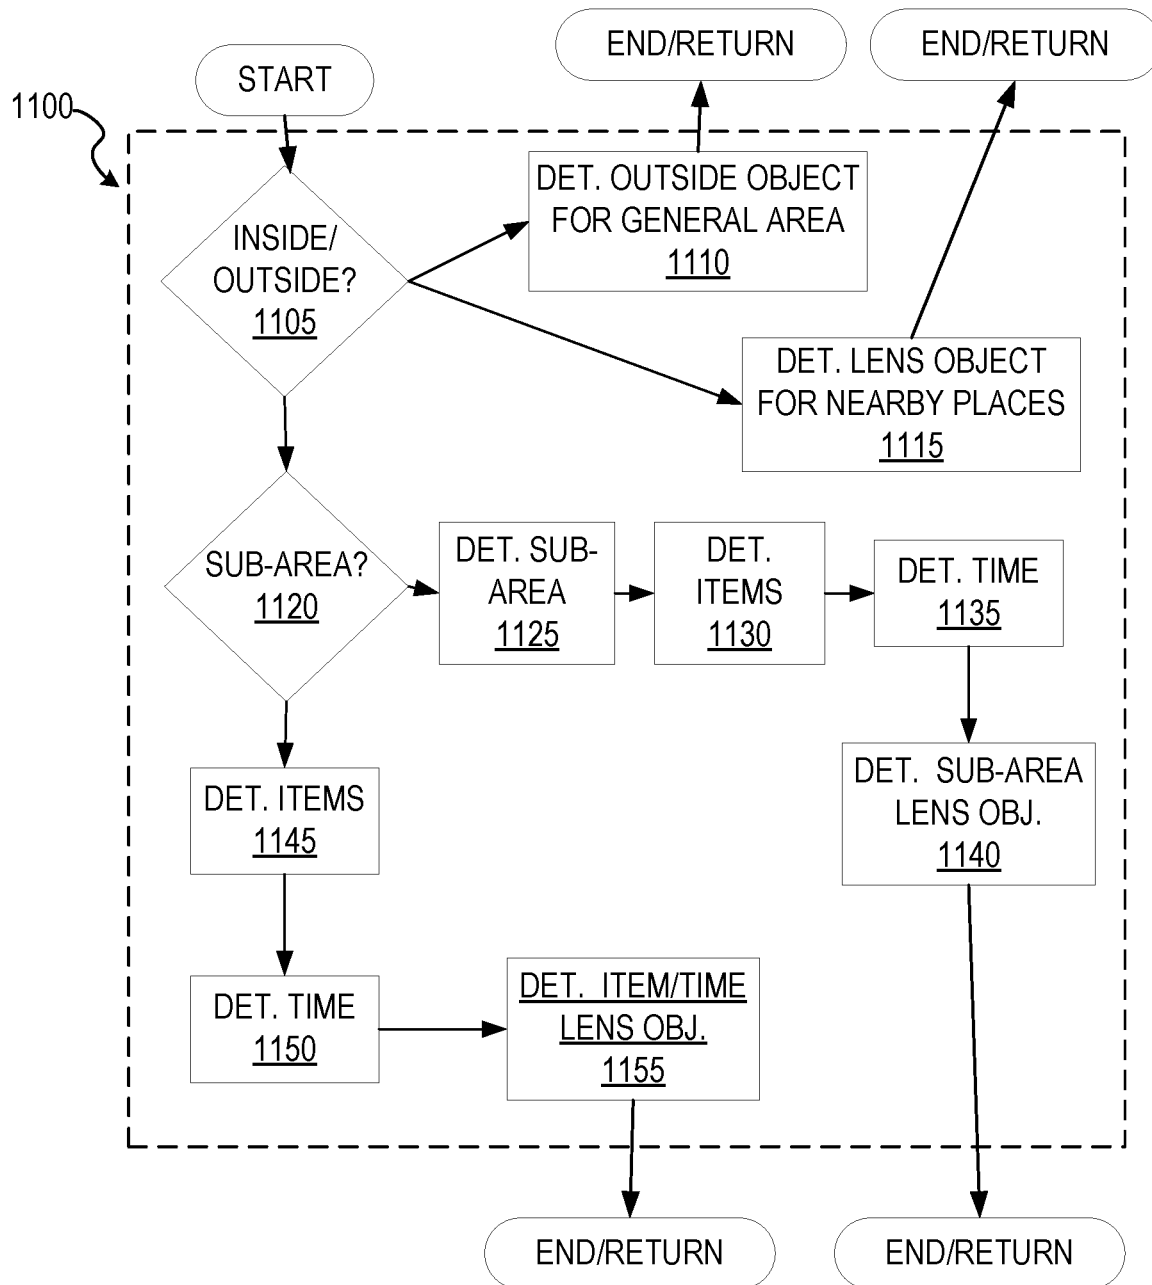 END/RETURN
END/RETURN
START
1100
DET. OUTSIDE OBJECT
FOR GENERAL AREA
1110
INSIDE/
OUTSIDE?
1105
DET. LENS OBJECT
FOR NEARBY PLACES
1115
SUB-AREA?
1120
DET. SUB-
AREA
1125
DET.
ITEMS
1130
DET. TIME
1135
DET. SUB-AREA
LENS OBJ.
1140
DET. ITEMS
1145
DET. TIME
1150
DET. ITEM/TIME
LENS OBJ.
1155
END/RETURN
END/RETURN